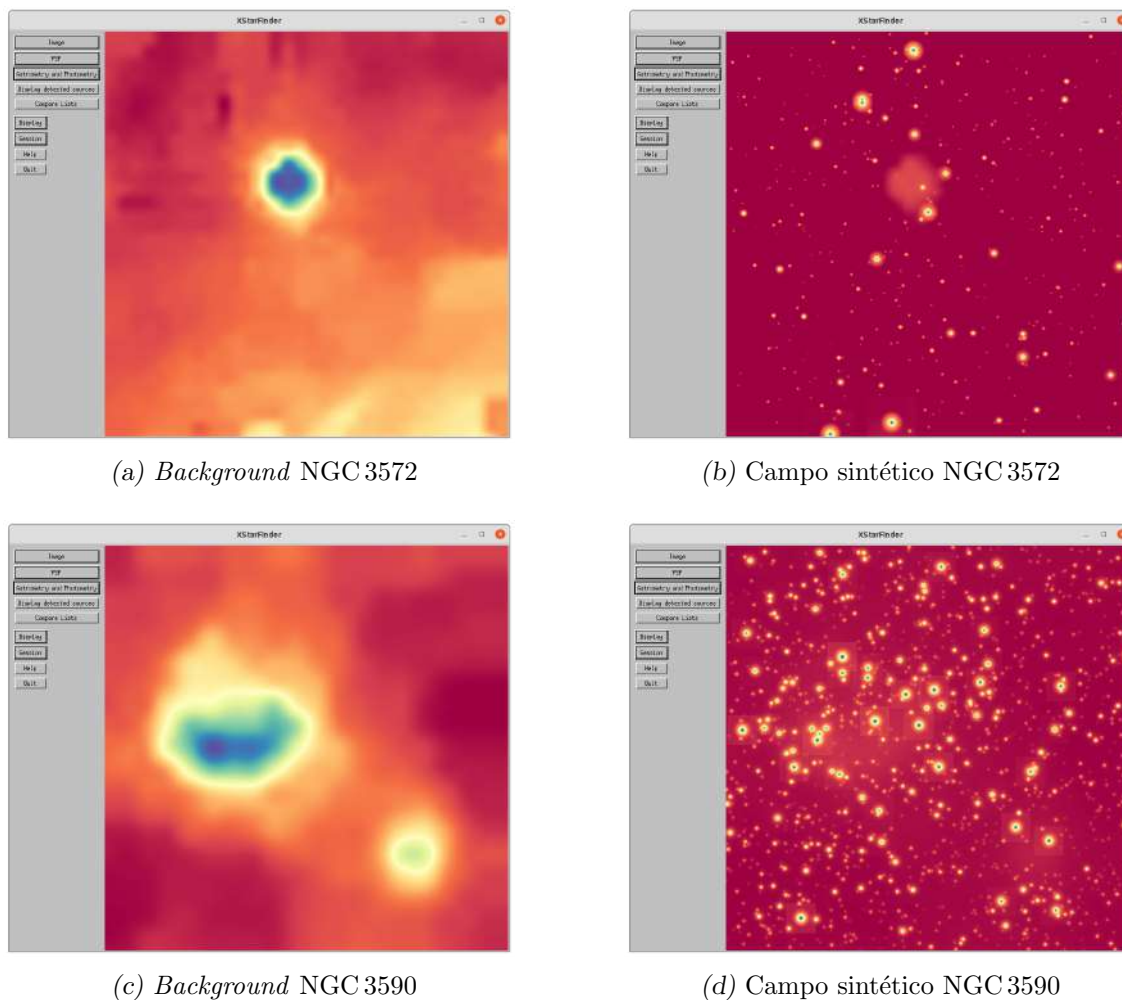 XStarFinder
Image
PSF
Astrometry and Photometry
Display detected sources
Compare Lists
Display
Session
Help
Quit
XStarFinder
Image
PSF
Astrometry and Photometry
Display detected sources
Compare Lists
Display
Session
Help
Quit
(a) Background NGC 3572
(b) Campo sintético NGC 3572
XStarFinder
Image
PSF
Astrometry and Photometry
Display detected sources
Compare Lists
Display
Session
Help
Quit
XStarFinder
Image
PSF
Astrometry and Photometry
Display detected sources
Compare Lists
Display
Session
Help
Quit
(c) Background NGC 3590
(d) Campo sintético NGC 3590